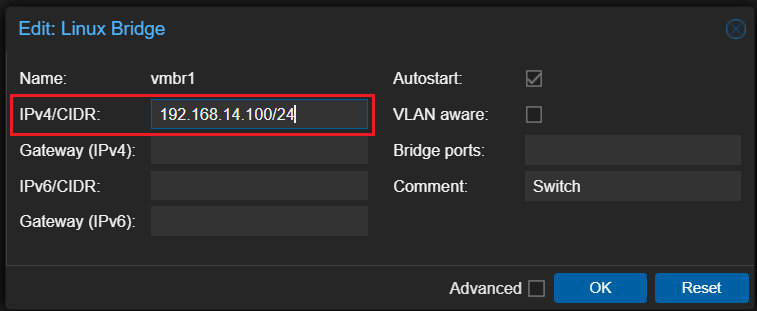 Edit: Linux Bridge
Name: vmbr1
Autostart:
IPv4/CIDR: 192.168.14.100/24
VLAN aware:
Gateway (IPv4):
Bridge ports:
IPv6/CIDR:
Comment: Switch
Gateway (IPv6):
Advanced
OK
Reset